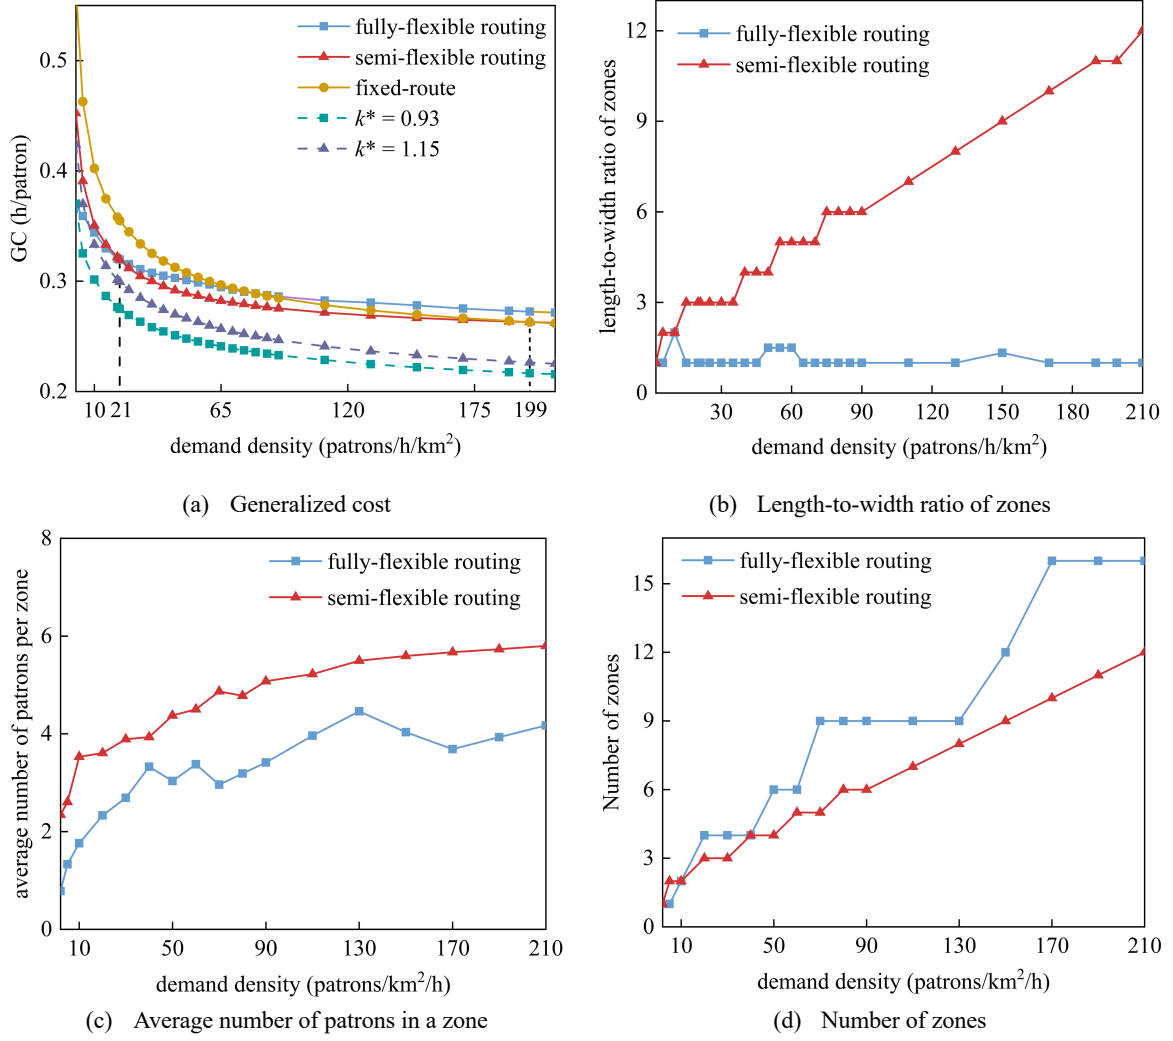 fully-flexible routing
semi-flexible routing
fixed-route
k* = 0.93
k* = 1.15
0.5
0.4
0.3
0.2
GC (h/patron)
10 21 65 120 175 199
demand density (patrons/h/km²)
(a) Generalized cost
fully-flexible routing
semi-flexible routing
12
9
6
3
0
length-to-width ratio of zones
30 60 90 120 150 180 210
demand density (patrons/h/km²)
(b) Length-to-width ratio of zones
fully-flexible routing
semi-flexible routing
8
6
4
2
0
average number of patrons per zone
10 50 90 130 170 210
demand density (patrons/km²/h)
(c) Average number of patrons in a zone
fully-flexible routing
semi-flexible routing
15
12
9
6
3
0
Number of zones
10 50 90 130 170 210
demand density (patrons/km²/h)
(d) Number of zones